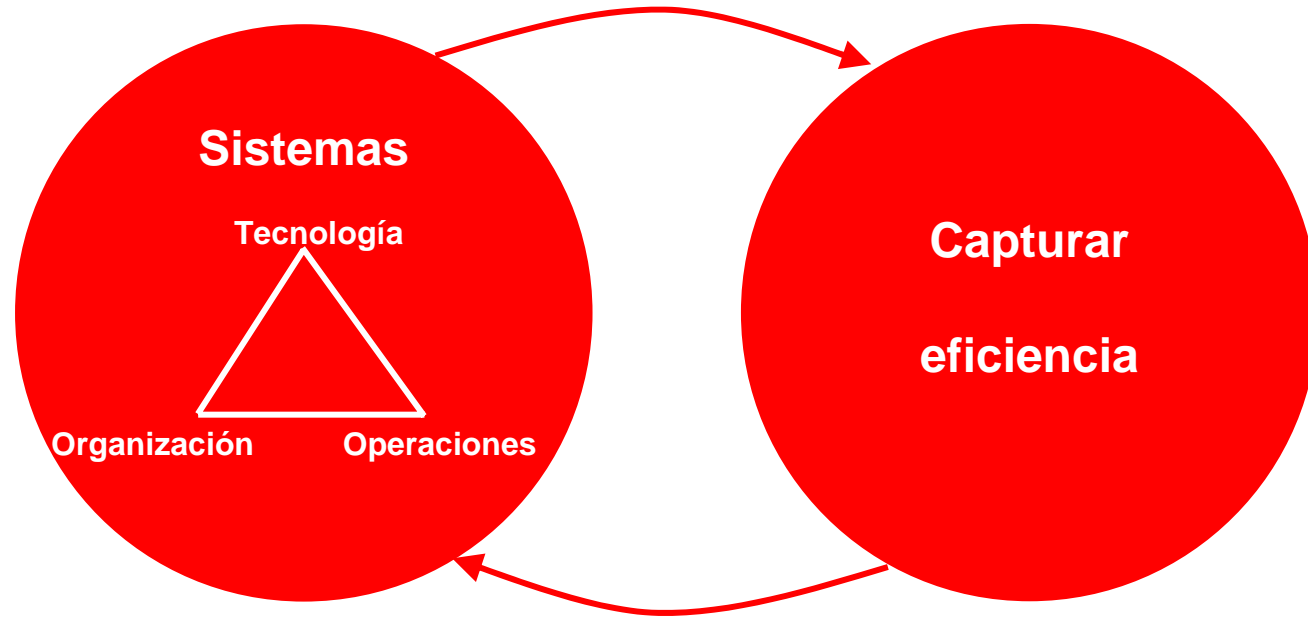 Sistemas
Tecnología
Organización Operaciones
Capturar
eficiencia